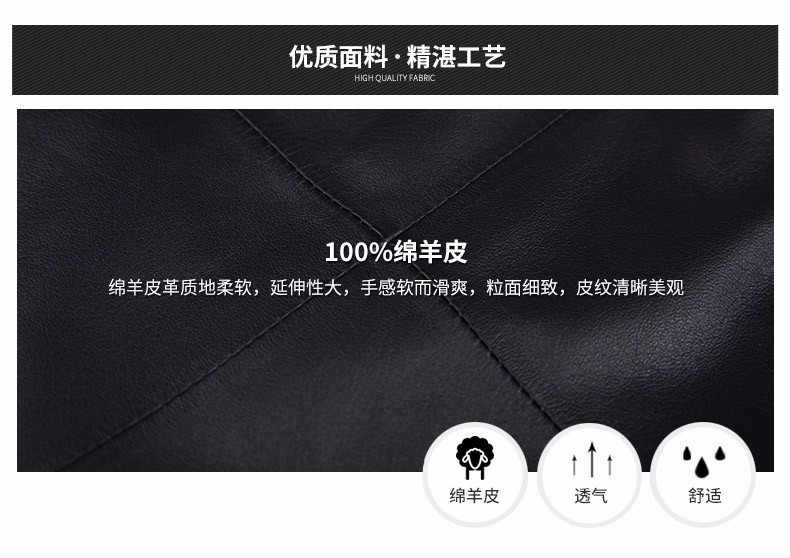 优质面料·精湛工艺
HIGH QUALITY FABRIC
100%绵羊皮
绵羊皮革质地柔软，延伸性大，手感软而滑爽，粒面细致，皮纹清晰美观
绵羊皮
透气
舒适